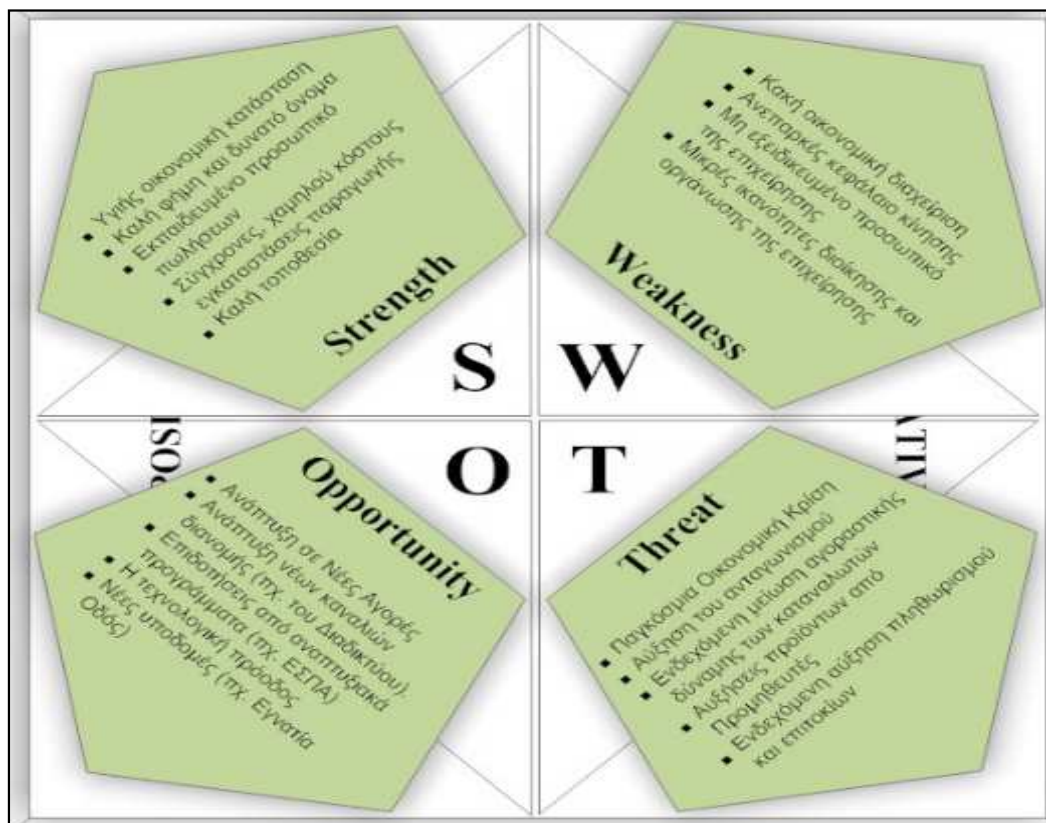 Υγιής οικονομική κατάσταση
Καλή φήμη και δυνατό όνομα
Εκπαιδευμένο προσωπικό
πωλήσεων
Σύγχρονες, χαμηλού κόστους
εγκαταστάσεις παραγωγής
Καλή τοποθεσία
Strength
S
Κακή οικονομική διαχείριση
Ανεπαρκές κεφάλαιο κίνησης
Μη εξειδικευμένο προσωπικό
της επιχείρησης
Μικρές ικανότητες διοίκησης και
οργάνωσης της επιχείρησης
Weakness
W
O
Opportunity
Ανάπτυξη σε Νέες Αγορές
Ανάπτυξη νέων καναλιών
διανομής (πχ. του Διαδικτύου).
Επιδοτήσεις από αναπτυξιακά
προγράμματα (πχ. ΕΣΠΑ)
Η τεχνολογική πρόοδος
Νέες υποδομές (πχ. Εγνατία
Οδός)
T
Threat
Παγκόσμια Οικονομική Κρίση
Αύξηση του ανταγωνισμού
Ενδεχόμενη μείωση αγοραστικής
δύναμης των καταναλωτών
Αυξήσεις προϊόντων από
Προμηθευτές
Ενδεχόμενη αύξηση πληθωρισμού
και επιτοκίων